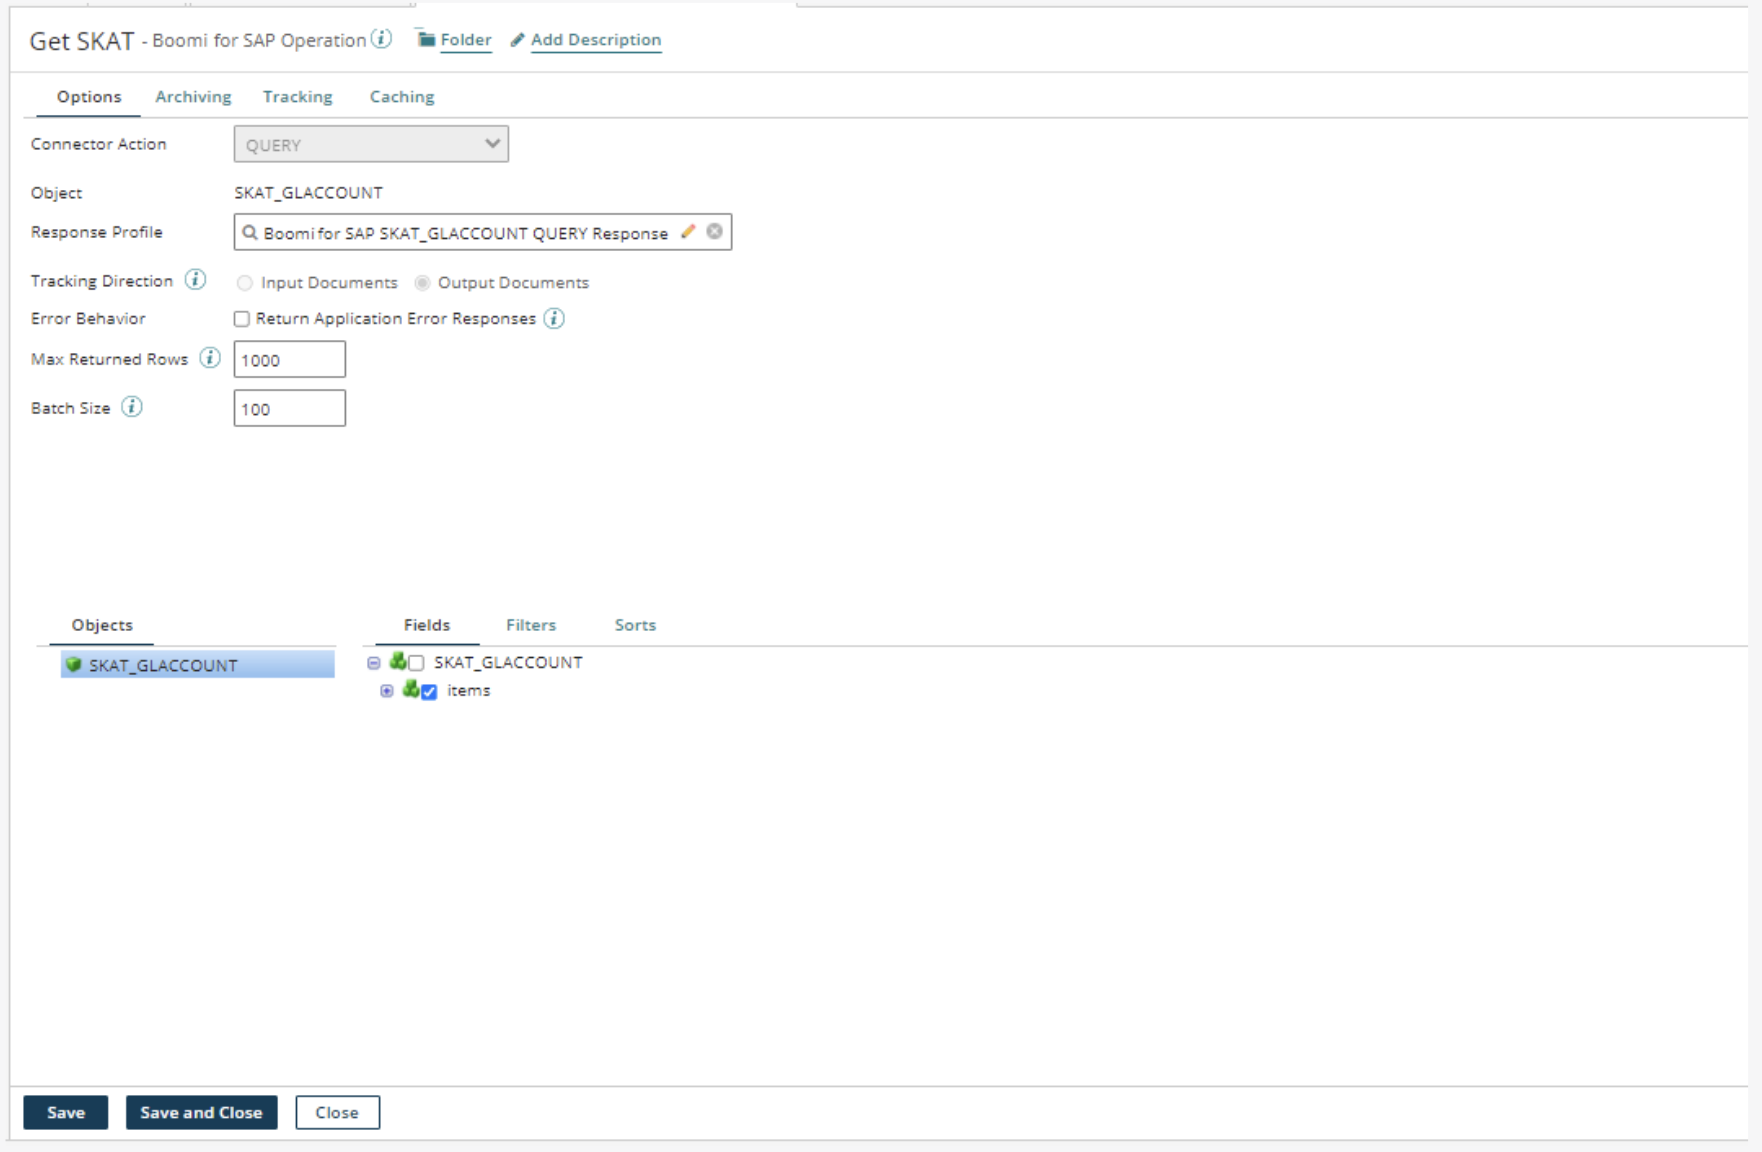 Get SKAT - Boomi for SAP Operation i Folder Add Description
Options Archiving Tracking Caching
Connector Action QUERY
Object SKAT_GLACCOUNT
Response Profile Boomi for SAP SKAT_GLACCOUNT QUERY Response
Tracking Direction i Input Documents Output Documents
Error Behavior Return Application Error Responses i
Max Returned Rows i 1000
Batch Size i 100
Objects Fields Filters Sorts
SKAT_GLACCOUNT SKAT_GLACCOUNT
items
Save Save and Close Close